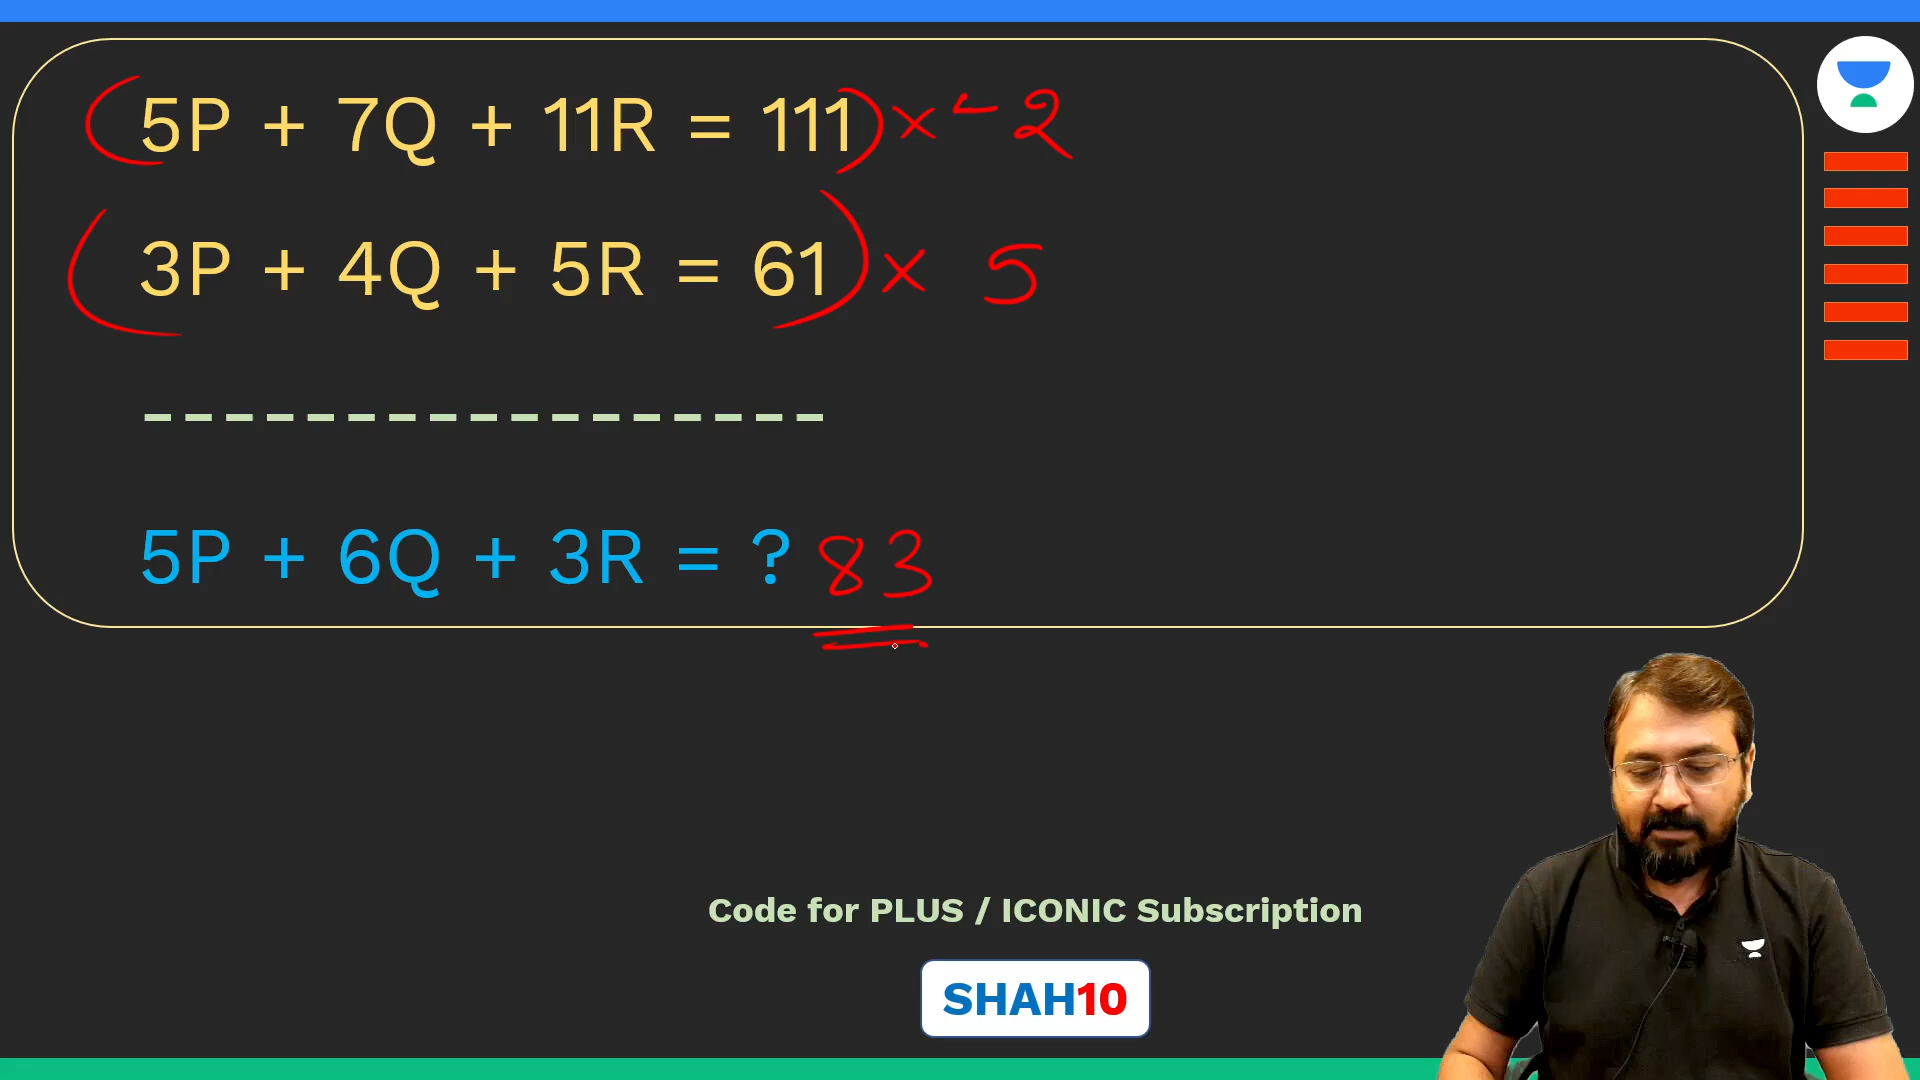 (5P + 7Q + 11R = 111) × - 2
(3P + 4Q + 5R = 61) × 5
-----------------
5P + 6Q + 3R = ? 83
Code for PLUS / ICONIC Subscription
SHAH10